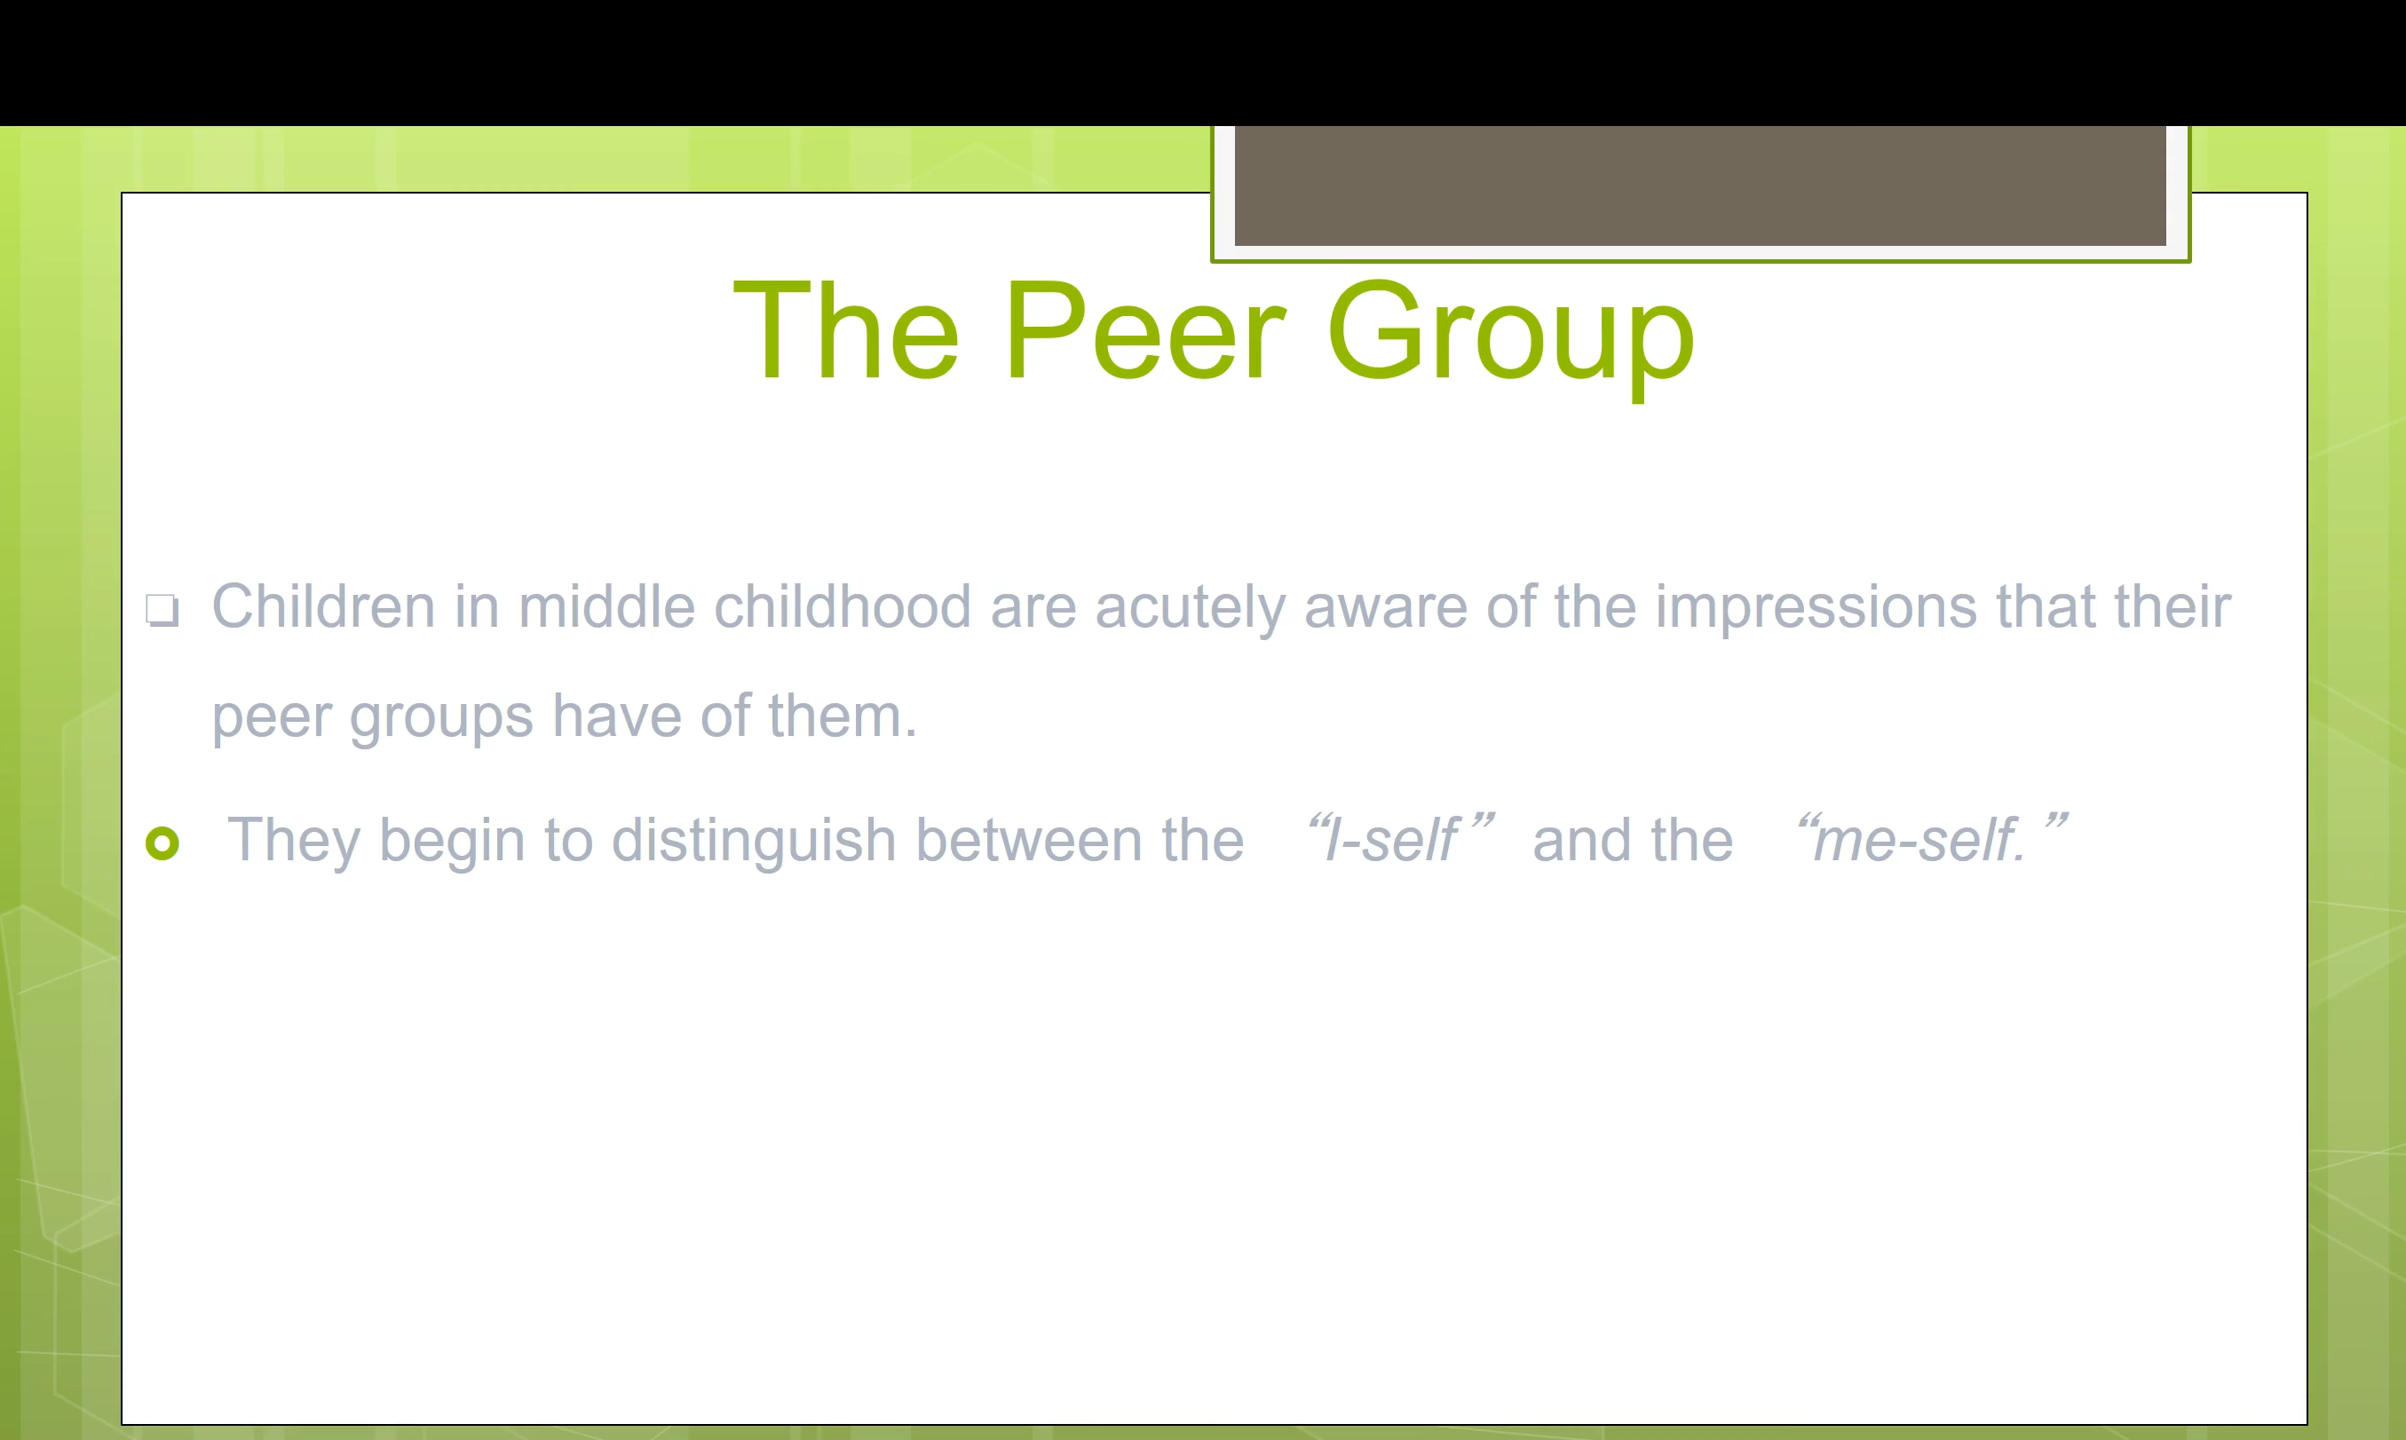 The Peer Group
❑ Children in middle childhood are acutely aware of the impressions that their
peer groups have of them.
They begin to distinguish between the “I-self” and the “me-self.”